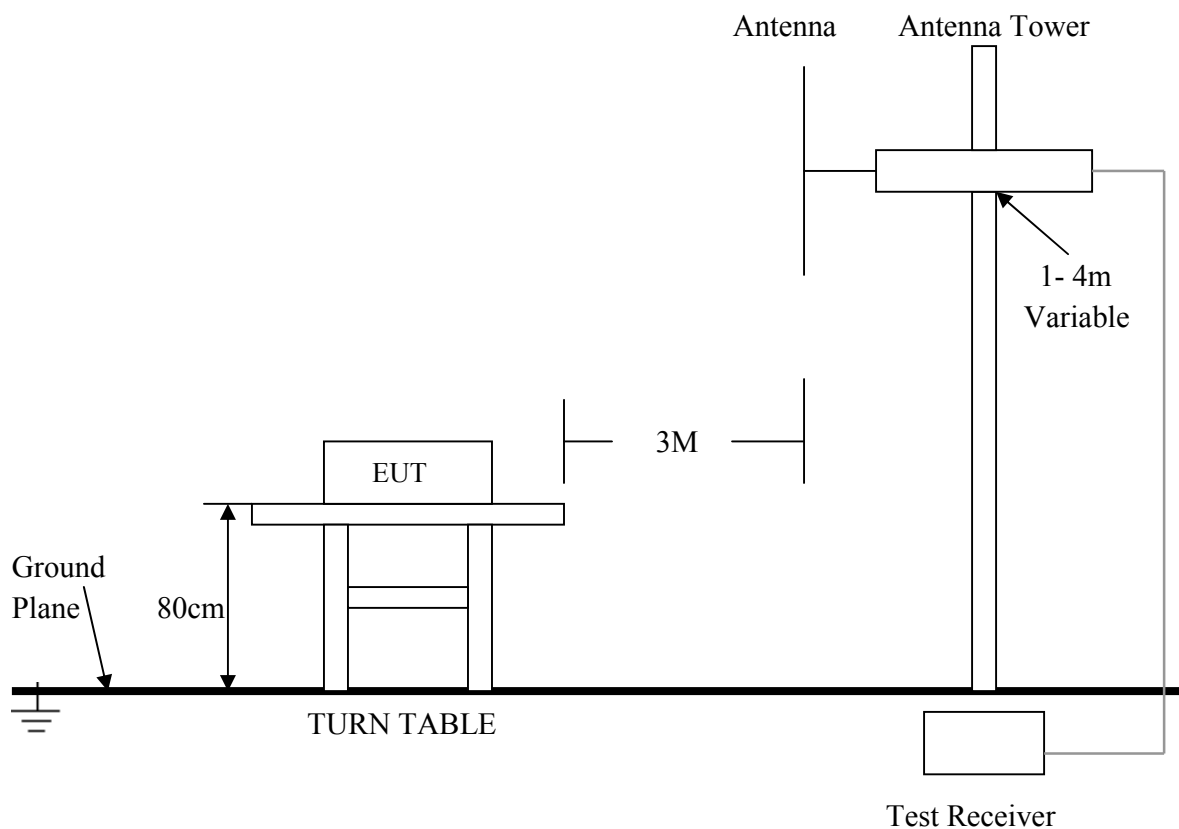 Antenna
Antenna Tower
1- 4m
Variable
3M
EUT
Ground
Plane
80cm
TURN TABLE
Test Receiver